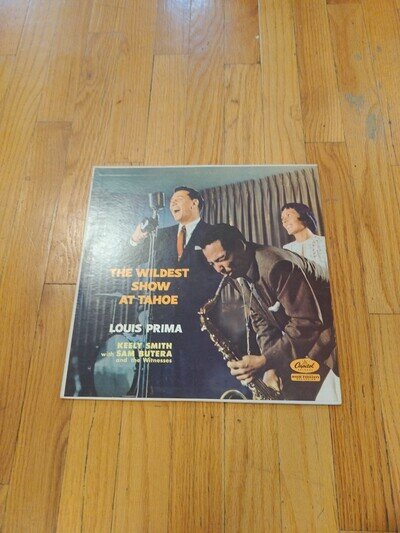 THE WILDEST
SHOW
AT TAHOE
LOUIS PRIMA
KEELY SMITH
with SAM BUTERA
and the Witnesses
Capitol